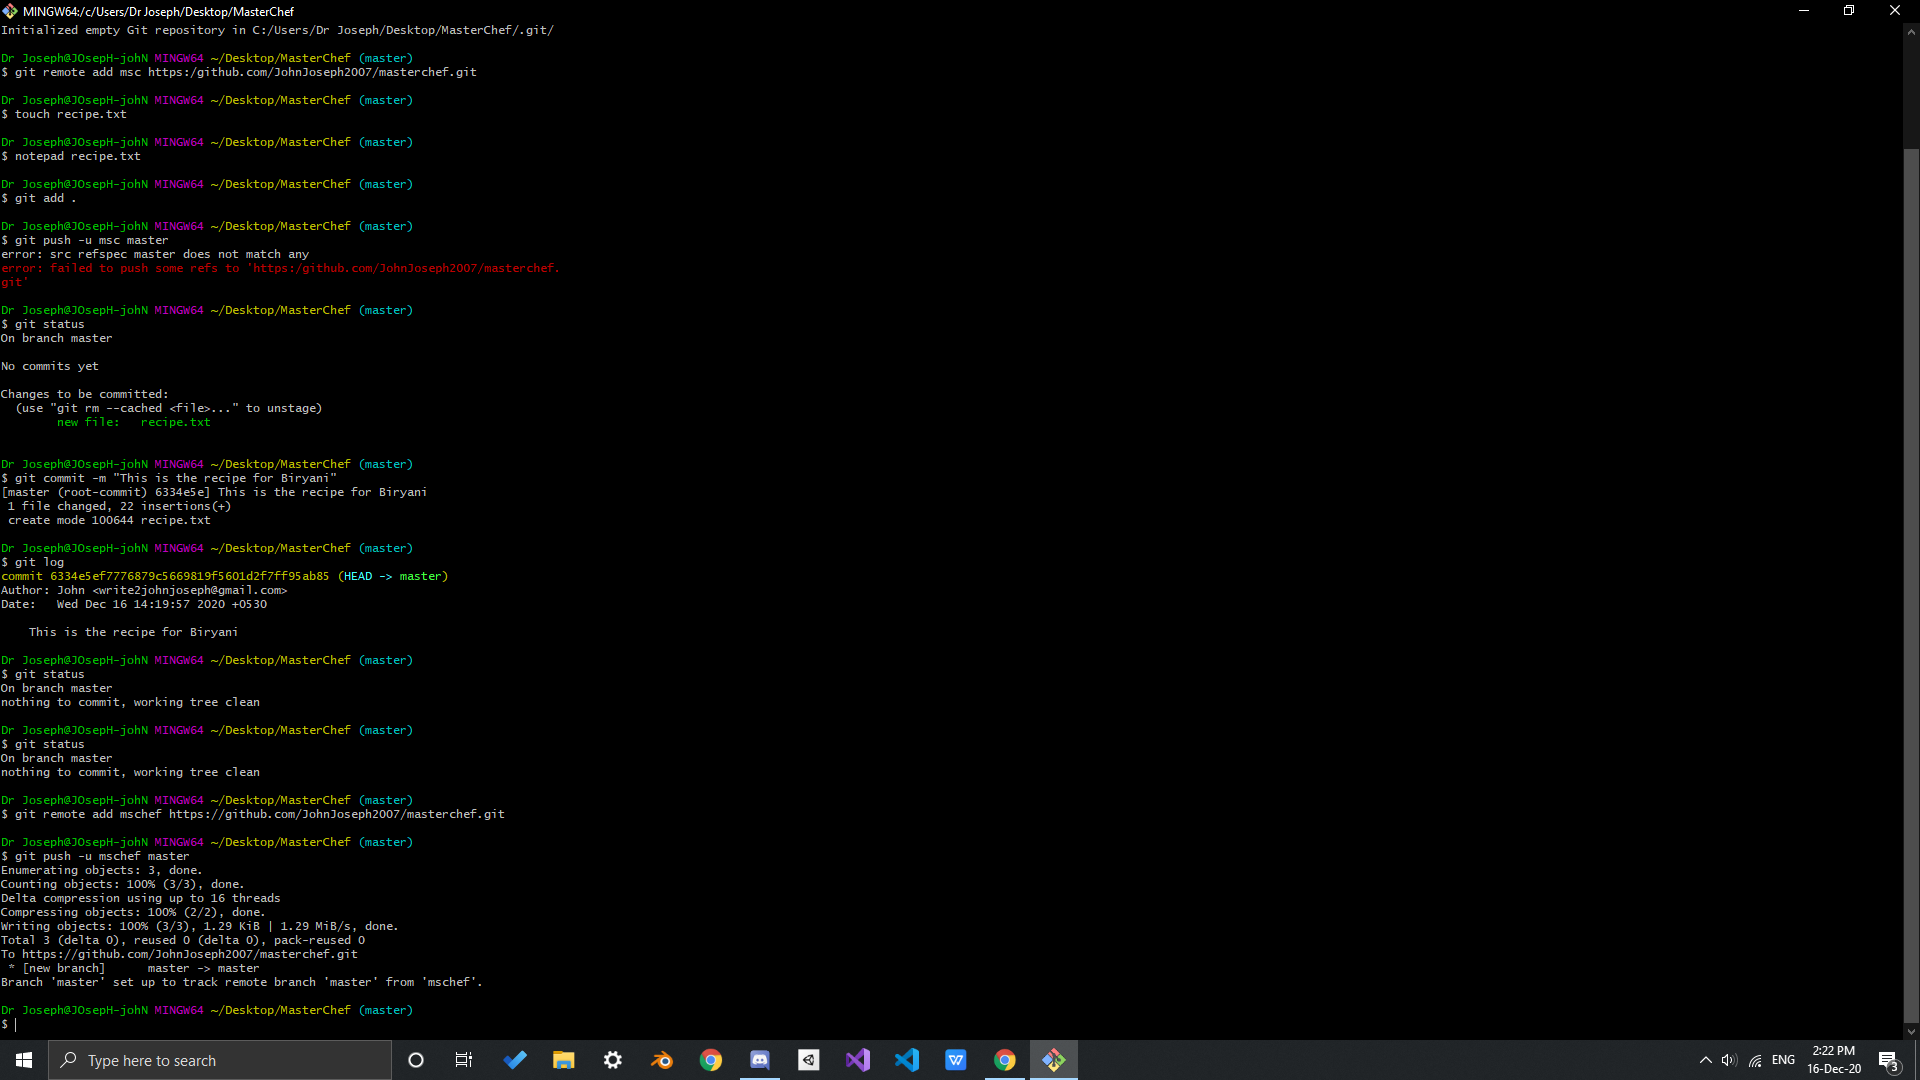 MINGW64:/c/Users/Dr Joseph/Desktop/MasterChef
Initialized empty Git repository in C:/Users/Dr Joseph/Desktop/MasterChef/.git/
Dr Joseph@JOsepH-johN MINGW64 ~/Desktop/MasterChef (master)
$ git remote add msc https:/github.com/JohnJoseph2007/masterchef.git
Dr Joseph@JOsepH-johN MINGW64 ~/Desktop/MasterChef (master)
$ touch recipe.txt
Dr Joseph@JOsepH-johN MINGW64 ~/Desktop/MasterChef (master)
$ notepad recipe.txt
Dr Joseph@JOsepH-johN MINGW64 ~/Desktop/MasterChef (master)
$ git add .
Dr Joseph@JOsepH-johN MINGW64 ~/Desktop/MasterChef (master)
$ git push -u msc master
error: src refspec master does not match any
error: failed to push some refs to 'https:/github.com/JohnJoseph2007/masterchef.
git'
Dr Joseph@JOsepH-johN MINGW64 ~/Desktop/MasterChef (master)
$ git status
On branch master
No commits yet
Changes to be committed:
(use "git rm --cached <file>..." to unstage)
new file:   recipe.txt
Dr Joseph@JOsepH-johN MINGW64 ~/Desktop/MasterChef (master)
$ git commit -m "This is the recipe for Biryani"
[master (root-commit) 6334e5e] This is the recipe for Biryani
1 file changed, 22 insertions(+)
create mode 100644 recipe.txt
Dr Joseph@JOsepH-johN MINGW64 ~/Desktop/MasterChef (master)
$ git log
commit 6334e5ef7776879c5669819f5601d2f7ff95ab85 (HEAD -> master)
Author: John <write2johnjoseph@gmail.com>
Date:   Wed Dec 16 14:19:57 2020 +0530
This is the recipe for Biryani
Dr Joseph@JOsepH-johN MINGW64 ~/Desktop/MasterChef (master)
$ git status
On branch master
nothing to commit, working tree clean
Dr Joseph@JOsepH-johN MINGW64 ~/Desktop/MasterChef (master)
$ git status
On branch master
nothing to commit, working tree clean
Dr Joseph@JOsepH-johN MINGW64 ~/Desktop/MasterChef (master)
$ git remote add mschef https://github.com/JohnJoseph2007/masterchef.git
Dr Joseph@JOsepH-johN MINGW64 ~/Desktop/MasterChef (master)
$ git push -u mschef master
Enumerating objects: 3, done.
Counting objects: 100% (3/3), done.
Delta compression using up to 16 threads
Compressing objects: 100% (2/2), done.
Writing objects: 100% (3/3), 1.29 KiB | 1.29 MiB/s, done.
Total 3 (delta 0), reused 0 (delta 0), pack-reused 0
To https://github.com/JohnJoseph2007/masterchef.git
* [new branch]      master -> master
Branch 'master' set up to track remote branch 'master' from 'mschef'.
Dr Joseph@JOsepH-johN MINGW64 ~/Desktop/MasterChef (master)
$
Type here to search
ENG
2:22 PM
16-Dec-20
3